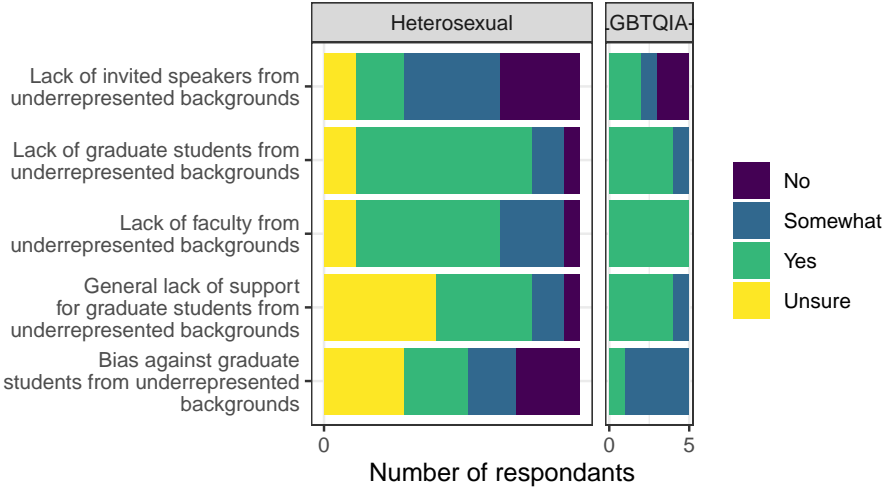 Heterosexual
LGBTQIA-
Lack of invited speakers from
underrepresented backgrounds
Lack of graduate students from
underrepresented backgrounds
Lack of faculty from
underrepresented backgrounds
General lack of support
for graduate students from
underrepresented backgrounds
Bias against graduate
students from underrepresented
backgrounds
No
Somewhat
Yes
Unsure
0
0
5
Number of respondants